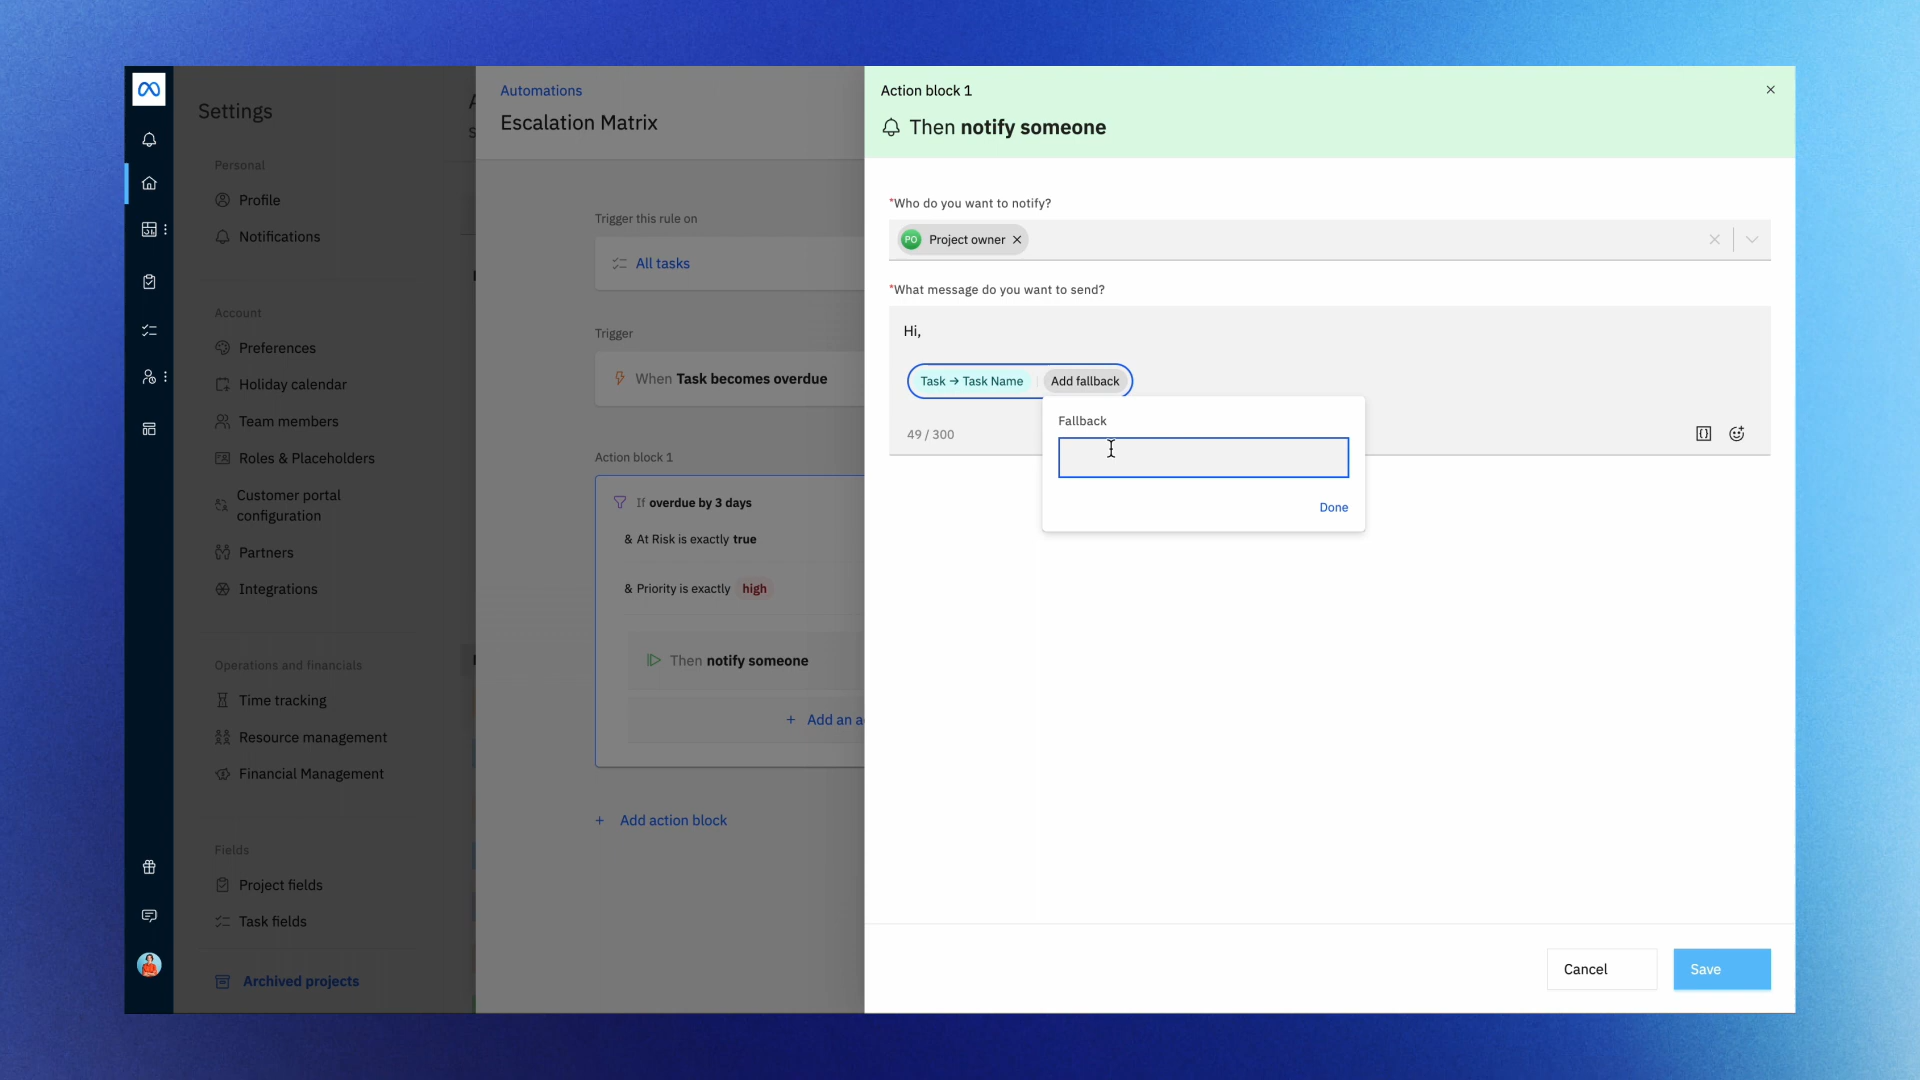 Settings
Personal
Profile
Notifications
Account
Preferences
Holiday calendar
Team members
Roles & Placeholders
Customer portal
configuration
Partners
Integrations
Operations and financials
Time tracking
Resource management
Financial Management
Fields
Project fields
Task fields
Archived projects
Automations
Escalation Matrix
Trigger this rule on
All tasks
Trigger
When Task becomes overdue
Action block 1
If overdue by 3 days
& At Risk is exactly true
& Priority is exactly high
Then notify someone
+ Add an a
+ Add action block
Action block 1
Then notify someone
*Who do you want to notify?
PO Project owner
*What message do you want to send?
Hi,
Task → Task Name Add fallback
49 / 300
Fallback
Done
Cancel
Save